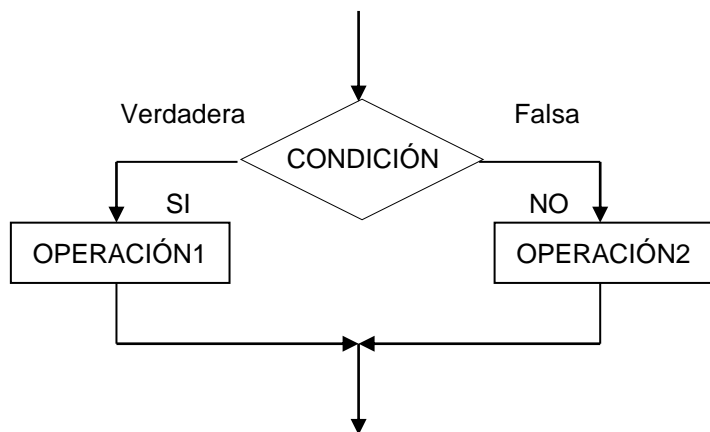 Verdadera
Falsa
CONDICIÓN
SI
NO
OPERACIÓN1
OPERACIÓN2